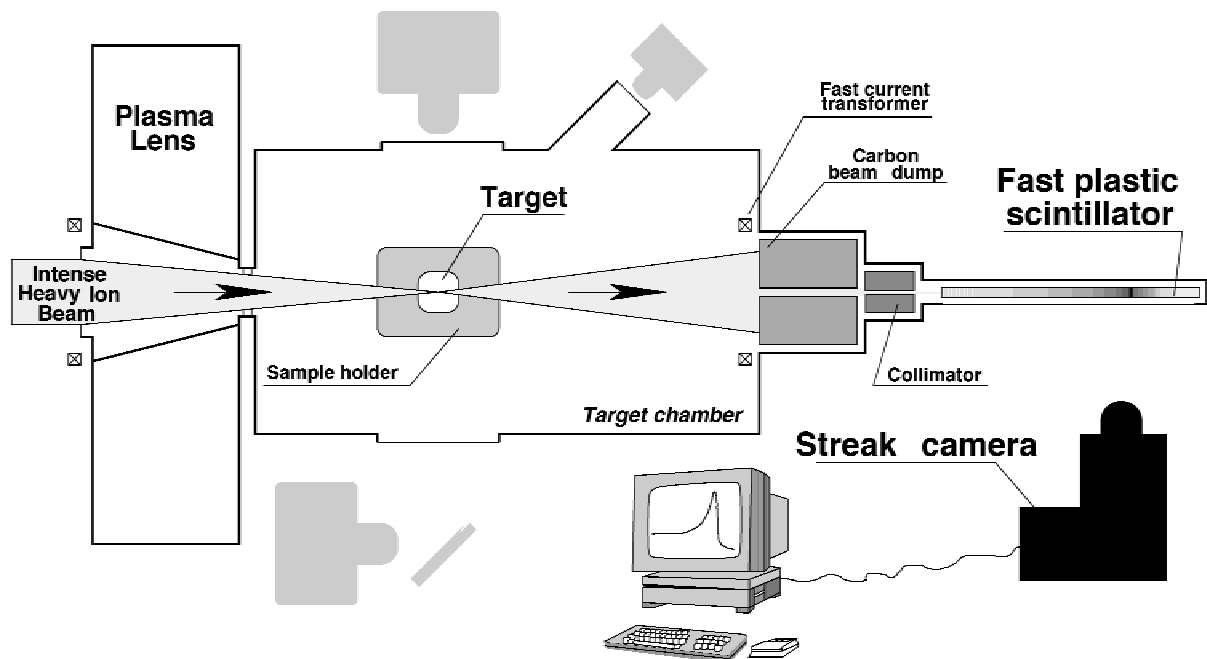 Plasma
Lens
Fast current
transformer
Carbon
beam dump
Fast plastic
scintillator
Target
Intense
Heavy Ion
Beam
Sample holder
Collimator
Target chamber
Streak camera